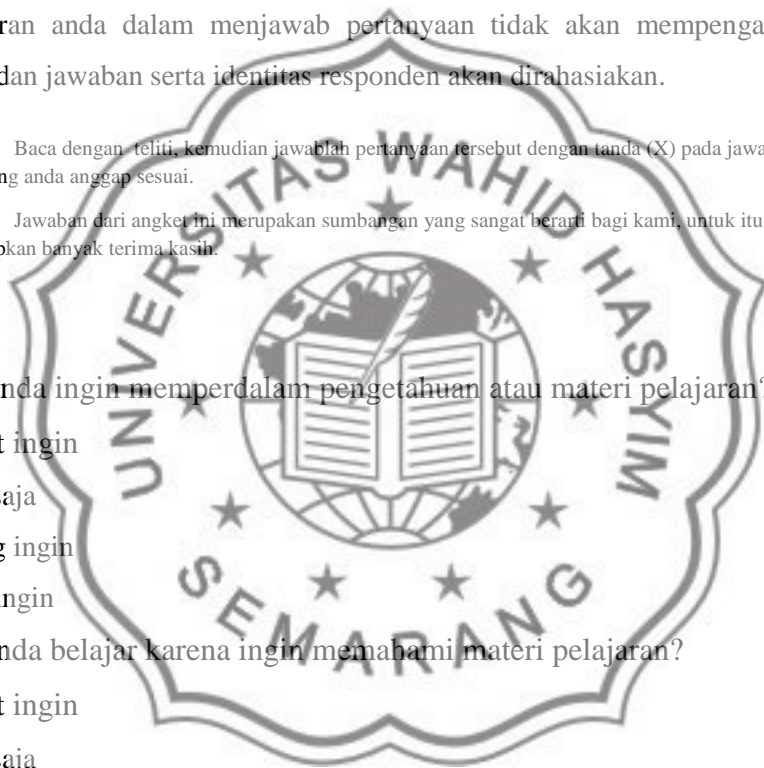 ran anda dalam menjawab pertanyaan tidak akan mempenga
dan jawaban serta identitas responden akan dirahasiakan.
Baca dengan teliti, kemudian jawablah pertanyaan tersebut dengan tanda (X) pada jawa
ng anda anggap sesuai.
Jawaban dari angket ini merupakan sumbangan yang sangat berarti bagi kami, untuk itu
pkan banyak terima kasih.
UNIVERSITAS WAHID HASYIM
nda ingin memperdalam pengetahuan atau materi pelajaran?
t ingin
saja
g ingin
ingin
SEMARANG
nda belajar karena ingin memahami materi pelajaran?
t ingin
saja